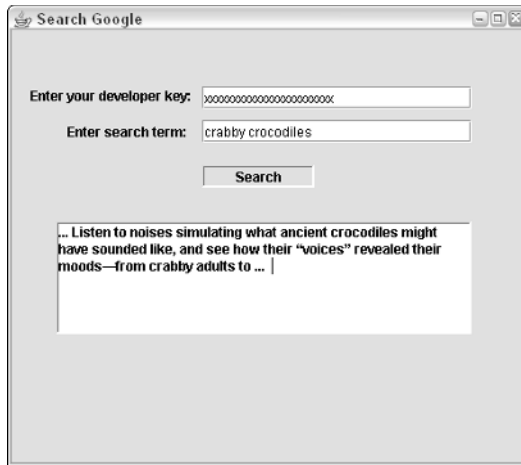 Search Google
Enter your developer key: xxxxxxxxxxxxxxxxxxxxxx
Enter search term: crabby crocodiles
Search
... Listen to noises simulating what ancient crocodiles might
have sounded like, and see how their “voices” revealed their
moods—from crabby adults to ...